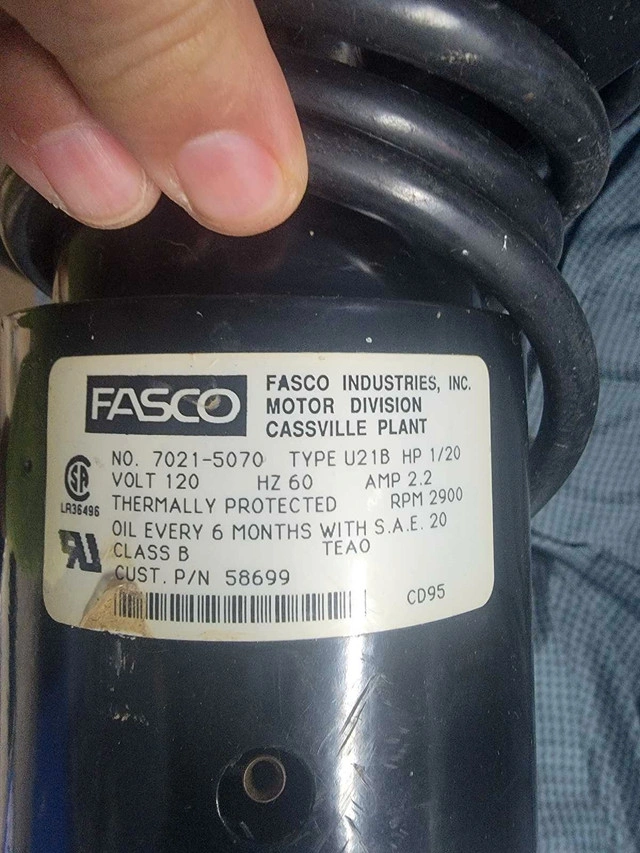 FASCO
FASCO INDUSTRIES, INC.
MOTOR DIVISION
CASSVILLE PLANT
NO. 7021-5070 TYPE U21B HP 1/20
VOLT 120 HZ 60 AMP 2.2
THERMALLY PROTECTED RPM 2900
OIL EVERY 6 MONTHS WITH S.A.E. 20
CLASS B TEAO
CUST. P/N 58699
CD95
SA
LR36496